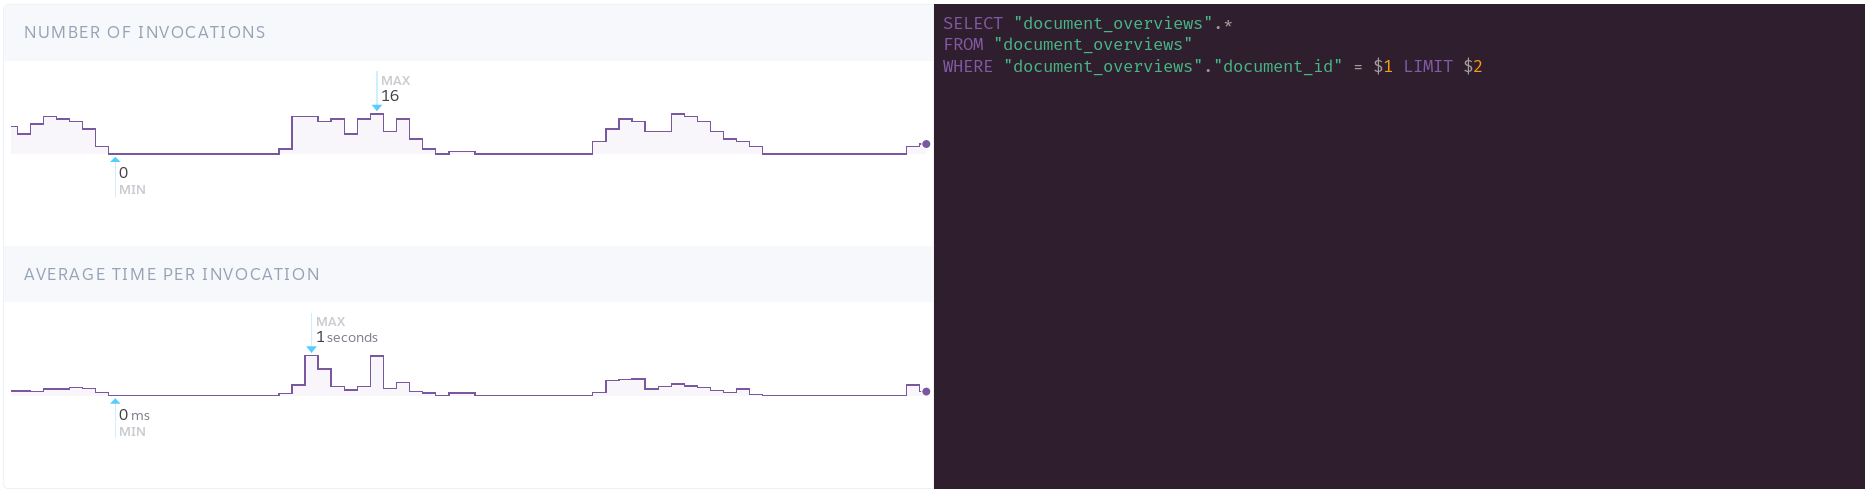 NUMBER OF INVOCATIONS
MAX
16
0
MIN
AVERAGE TIME PER INVOCATION
MAX
1 seconds
0 ms
MIN
SELECT "document_overviews".*
FROM "document_overviews"
WHERE "document_overviews"."document_id" = $1 LIMIT $2